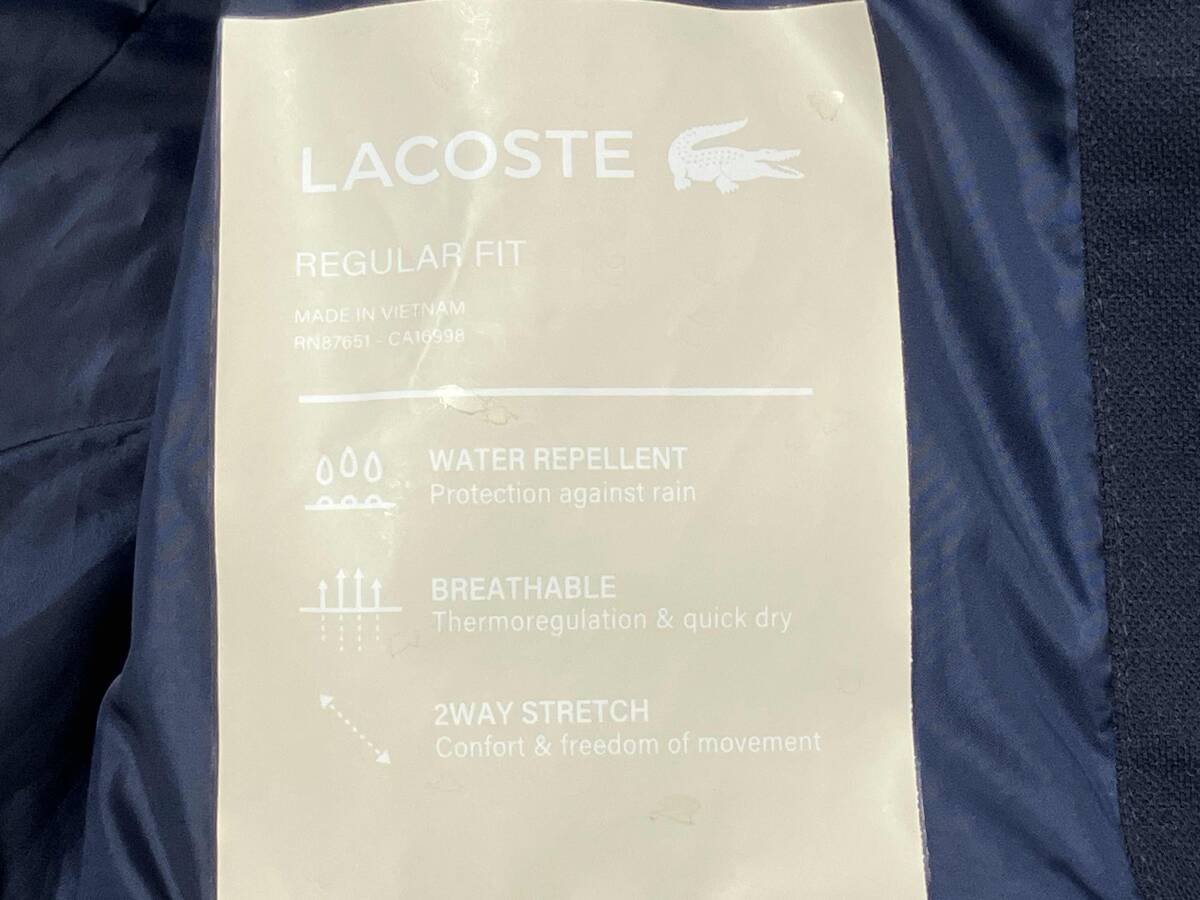 LACOSTE
REGULAR FIT
MADE IN VIETNAM
RN87651 - CA16998
WATER REPELLENT
Protection against rain
BREATHABLE
Thermoregulation & quick dry
2WAY STRETCH
Confort & freedom of movement